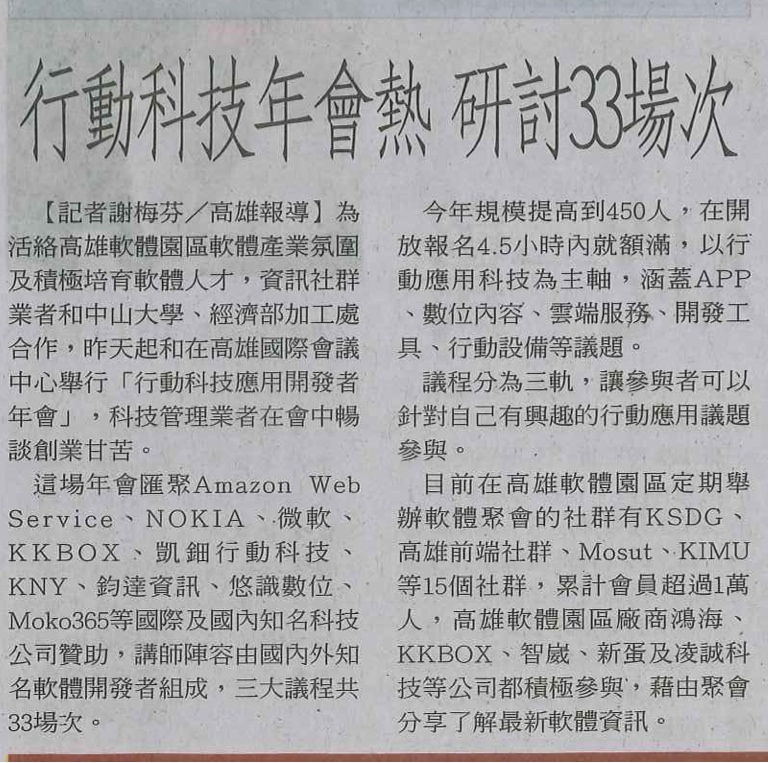 行動科技年會熱 研討33場次
【記者謝梅芬／高雄報導】為
活絡高雄軟體園區軟體產業氛圍
及積極培育軟體人才，資訊社群
業者和中山大學、經濟部加工處
合作，昨天起和在高雄國際會議
中心舉行「行動科技應用開發者
年會」，科技管理業者在會中暢
談創業甘苦。
這場年會匯聚Amazon Web
Service、NOKIA、微軟、
KKBOX、凱鈿行動科技、
KNY、鈞達資訊、悠識數位、
Moko365等國際及國內知名科技
公司贊助，講師陣容由國內外知
名軟體開發者組成，三大議程共
33場次。
今年規模提高到450人，在開
放報名4.5小時內就額滿，以行
動應用科技為主軸，涵蓋APP
、數位內容、雲端服務、開發工
具、行動設備等議題。
議程分為三軌，讓參與者可以
針對自己有興趣的行動應用議題
參與。
目前在高雄軟體園區定期舉
辦軟體聚會的社群有KSDG、
高雄前端社群、Mosut、KIMU
等15個社群，累計會員超過1萬
人，高雄軟體園區廠商鴻海、
KKBOX、智崴、新蛋及凌誠科
技等公司都積極參與，藉由聚會
分享了解最新軟體資訊。